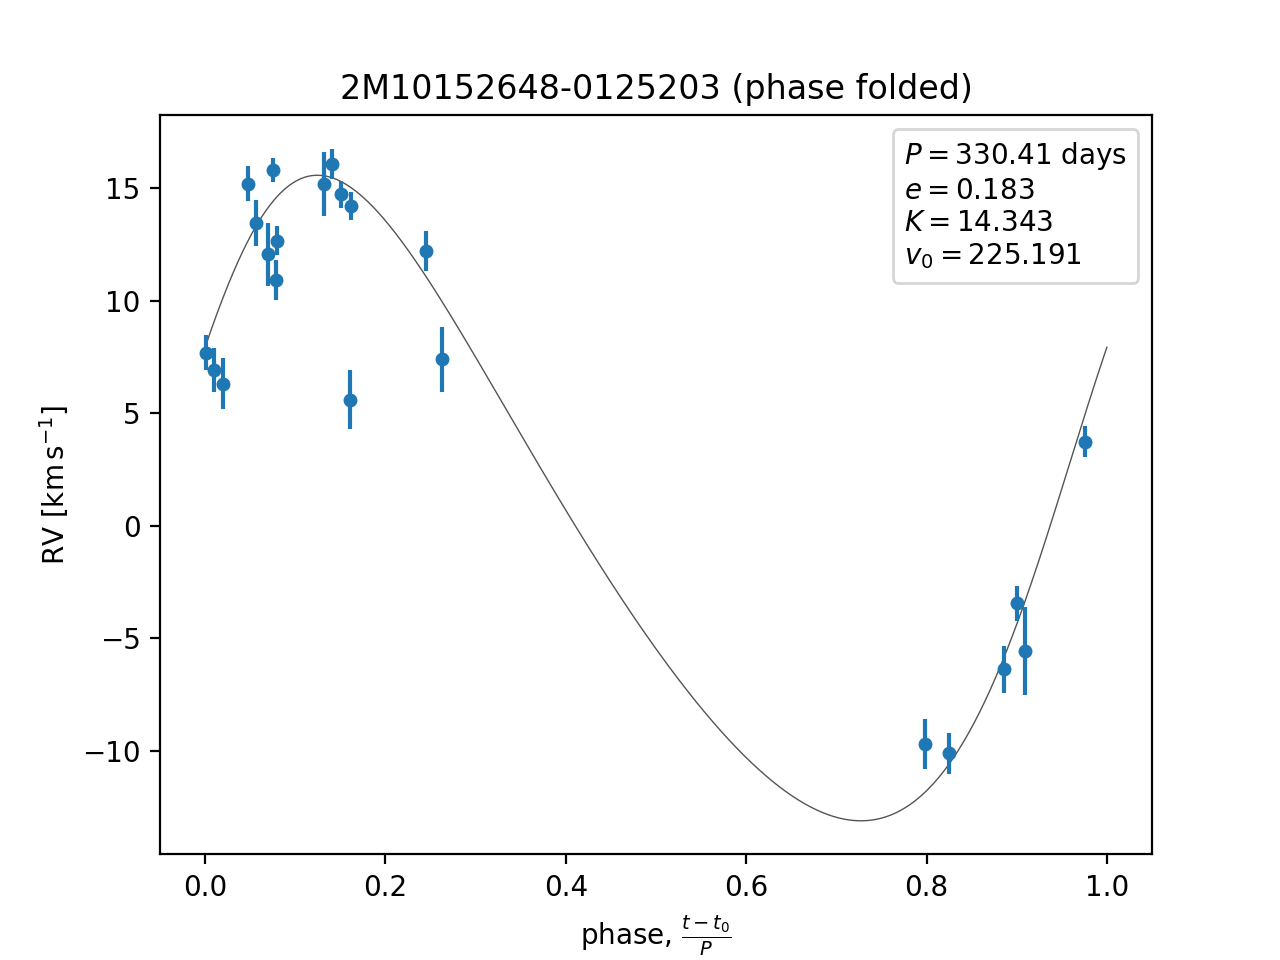 2M10152648-0125203 (phase folded)
P = 330.41 days
e = 0.183
K = 14.343
v₀ = 225.191
15
10
5
0
−5
−10
RV [km s⁻¹]
0.0 0.2 0.4 0.6 0.8 1.0
phase, (t − t₀)/P